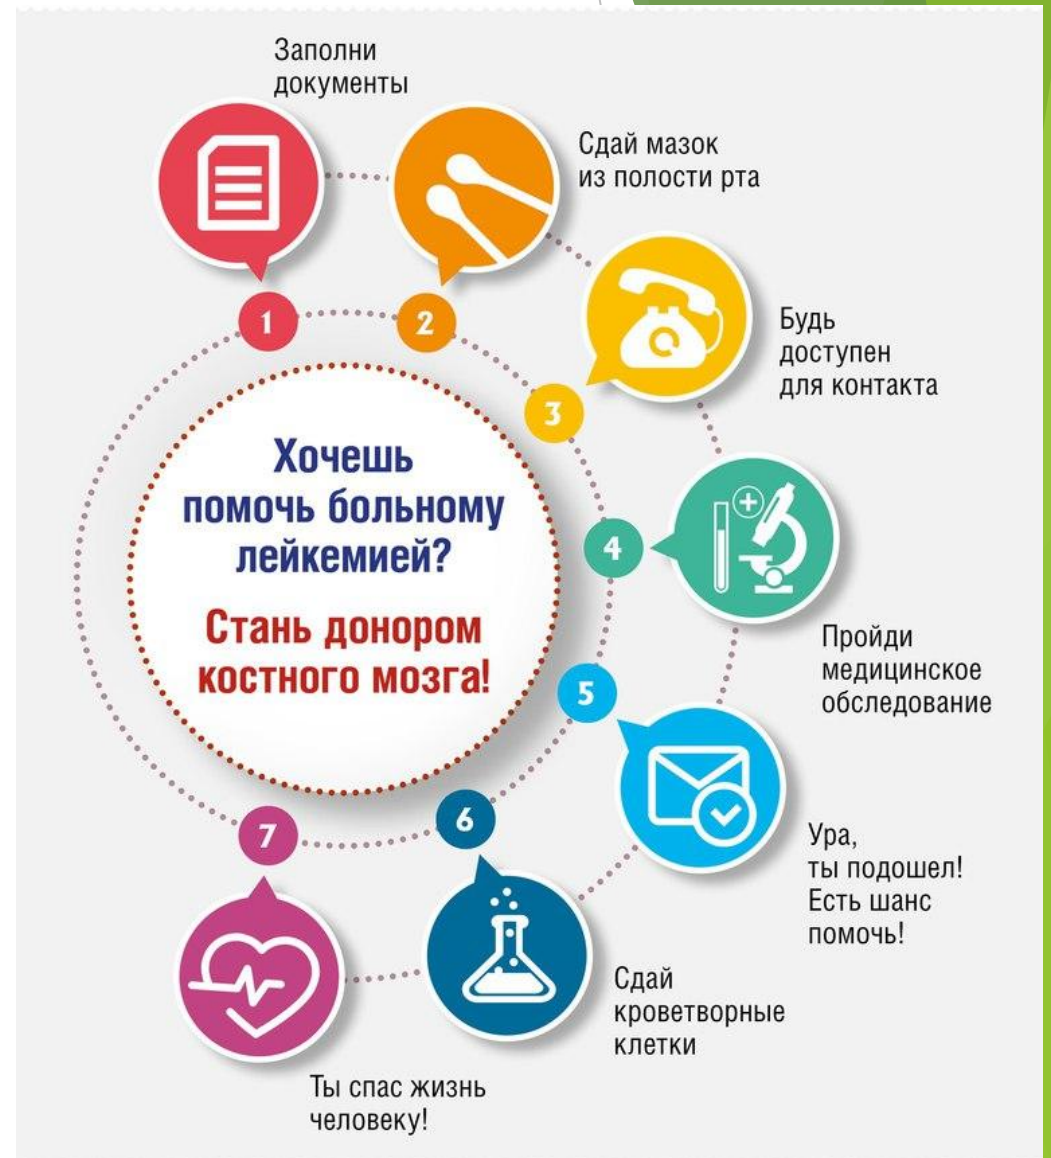 Заполни
документы
Сдай мазок
из полости рта
Будь
доступен
для контакта
1
2
3
Хочешь
помочь больному
лейкемией?
Стань донором
костного мозга!
4
Пройди
медицинское
обследование
5
Ура,
ты подошел!
Есть шанс
помочь!
6
Сдай
кроветворные
клетки
7
Ты спас жизнь
человеку!